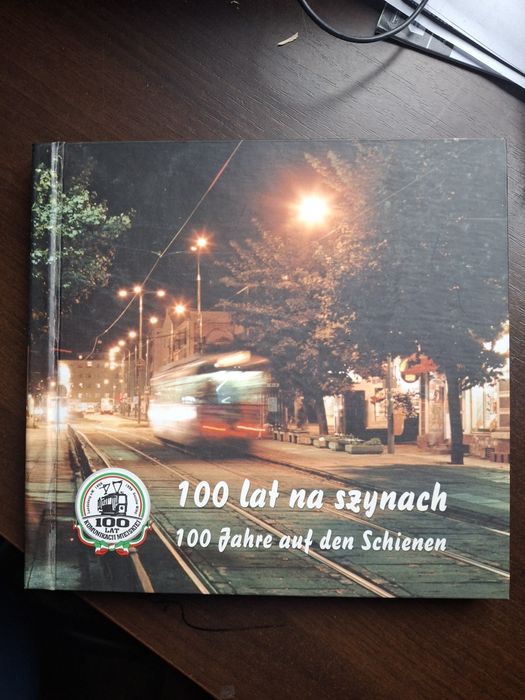 100 lat na szynach
100 Jahre auf den Schienen
100
LAT
KOMUNIKACJI MIEJSKIEJ